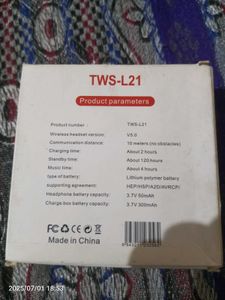 TWS-L21
Product parameters
Product number : TWS-L21
Wireless headset version: V5.0
Communication distance: 10 meters (no obstacles)
Charging time: About 2 hours
Standby time: About 120 hours
Music time: About 4 hours
type of battery: Lithium polymer battery
supporting agreement: HEP/HSP/A2D/AVRCP/
Headphone battery capacity: 3.7V 50mAh
Charge box battery capacity: 3.7V 300mAh
CE
Made in China
2025/07/01 18:53